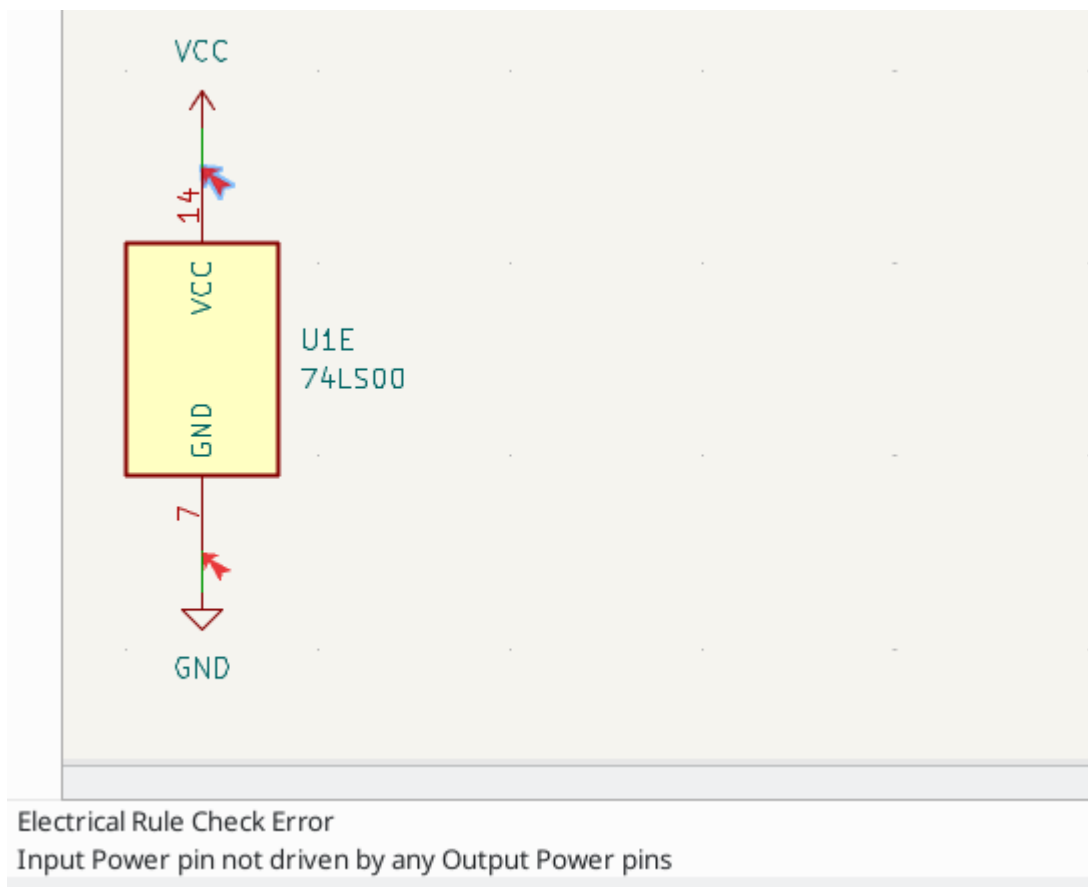 VCC
14
VCC
U1E
74LS00
GND
7
GND
Electrical Rule Check Error
Input Power pin not driven by any Output Power pins